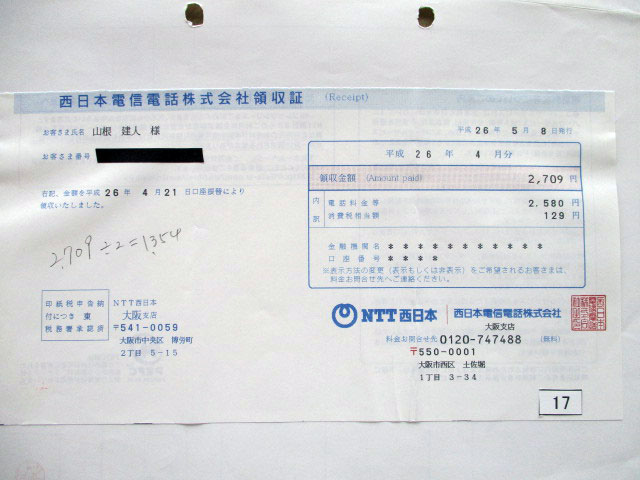 西日本電信電話株式会社領収証 (Receipt)
お客さま氏名 山根 建人 様
平成 26 年 5 月 8 日発行
お客さま番号
平成 26 年 4 月分
領収金額 (Amount paid) 2,709 円
右記、金額を平成 26 年 4 月 21 日口座振替により
領収いたしました。
内訳
電話料金等 2,580 円
消費税相当額 129 円
2,709÷2=1,354
金融機関名 * * * * * * * * * * *
口座番号 * * * *
※表示方法の変更(表示もしくは非表示)をご希望されるお客さまは、
料金お問合せ先へご連絡ください。
印紙税申告納
付につき 東
税務署承認済
NTT西日本
大阪支店
〒541-0059
大阪市中央区 博労町
2丁目 5-15
NTT西日本 西日本電信電話株式会社
大阪支店
料金お問合せ先 0120-747488 (無料)
〒550-0001
大阪市西区 土佐堀
1丁目 3-34
17